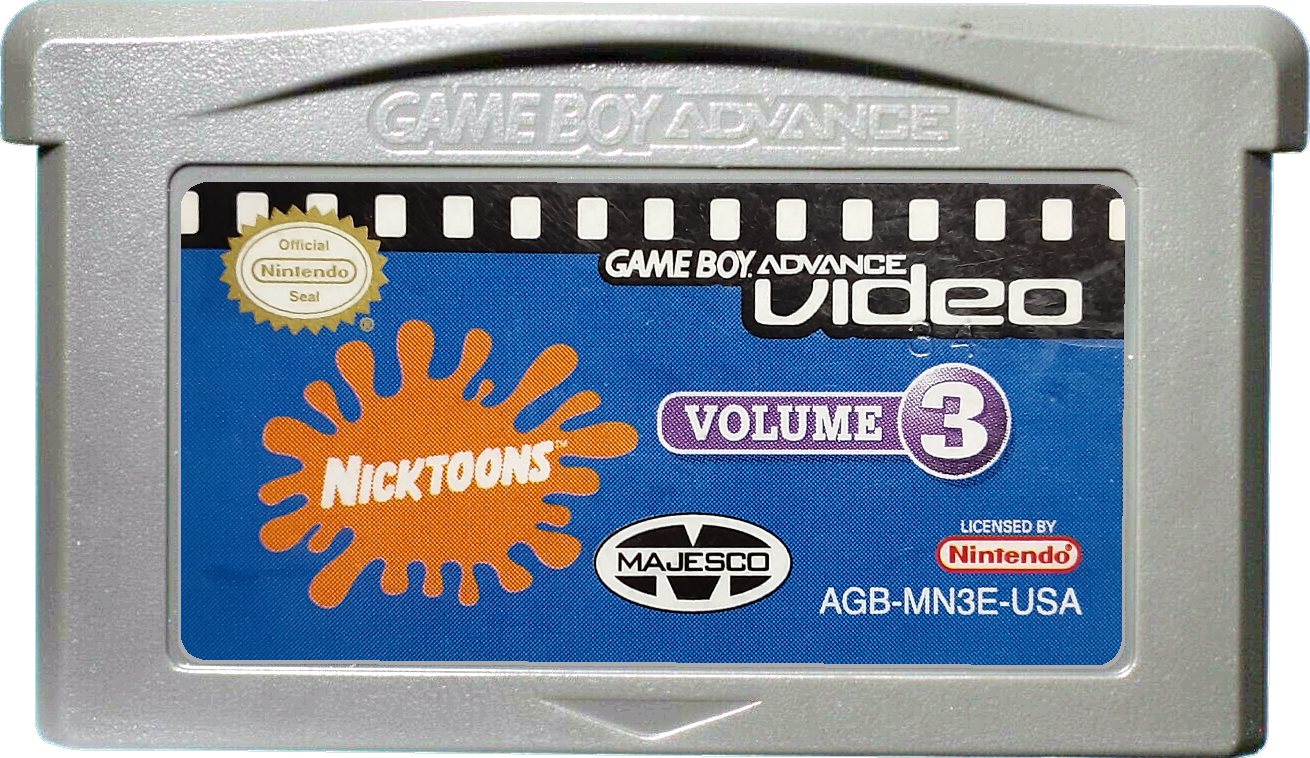 GAME BOY ADVANCE
Official
Nintendo
Seal
®
GAME BOY ADVANCE
video
VOLUME 3
NICKTOONS™
MAJESCO
LICENSED BY
Nintendo®
AGB-MN3E-USA